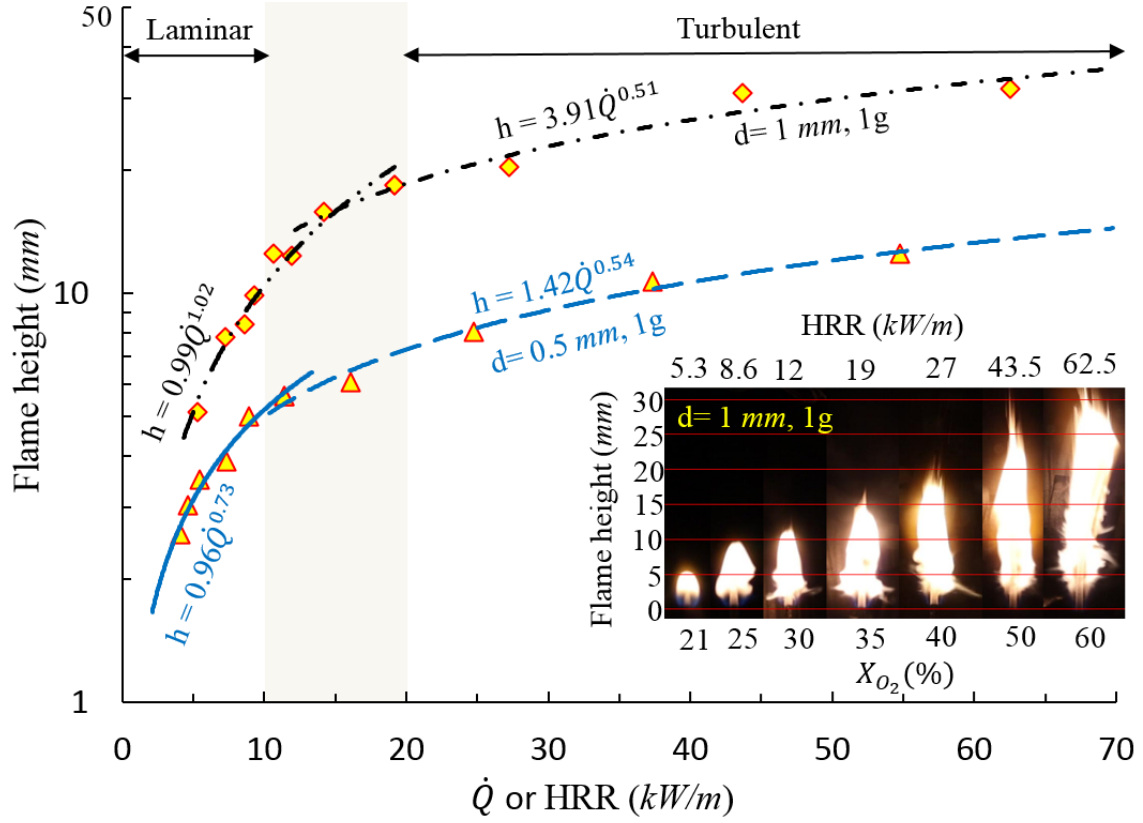 50
Laminar
Turbulent
h = 3.91Q̇^0.51
d= 1 mm, 1g
h = 0.99Q̇^1.02
Flame height (mm)
10
h = 1.42Q̇^0.54
d= 0.5 mm, 1g
h = 0.96Q̇^0.73
HRR (kW/m)
5.3 8.6 12 19 27 43.5 62.5
d= 1 mm, 1g
Flame height (mm)
30
25
20
15
10
5
0
21 25 30 35 40 50 60
X_O₂(%)
1
0 10 20 30 40 50 60 70
Q̇ or HRR (kW/m)